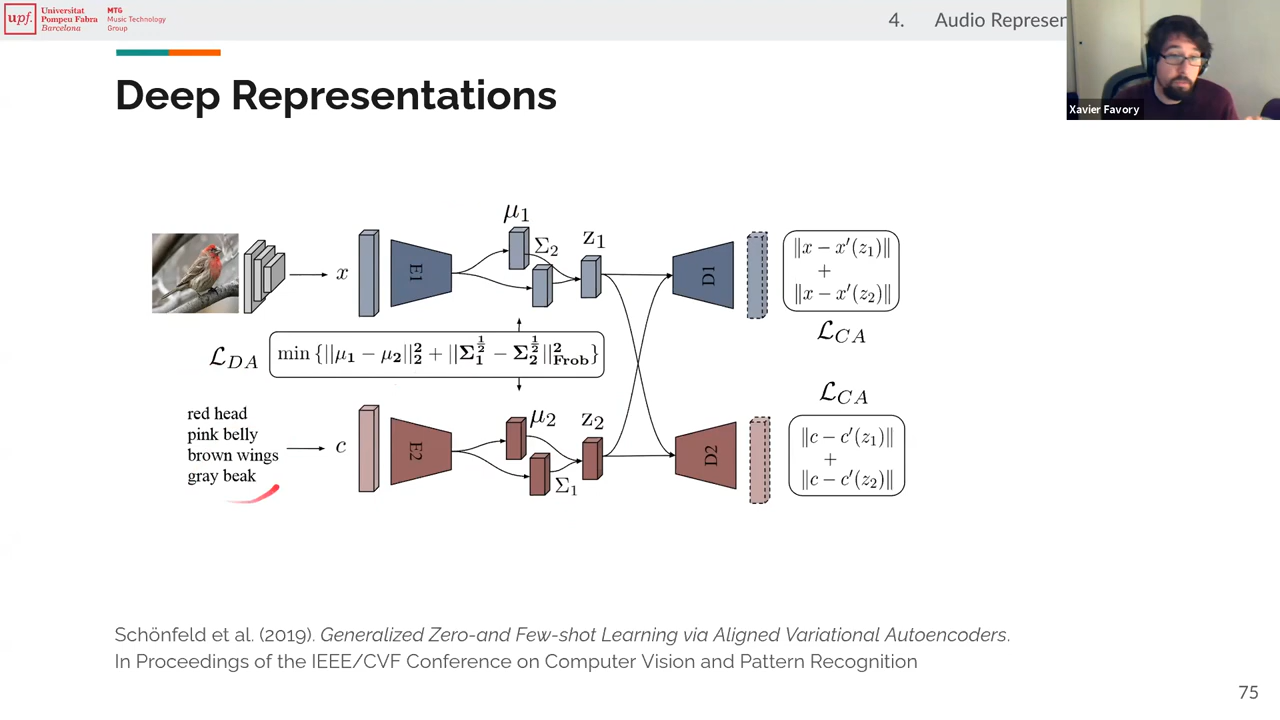 upf.
Universitat
Pompeu Fabra
Barcelona
MTG
Music Technology
Group
4. Audio Represen
Xavier Favory
Deep Representations
μ1
Σ2
z1
x
E1
D1
‖x − x′(z1)‖
+
‖x − x′(z2)‖
L_CA
L_DA
min {||μ1 − μ2||²₂ + ||Σ1^½ − Σ2^½||²_Frob}
L_CA
red head
pink belly
brown wings
gray beak
c
E2
μ2
Σ1
z2
D2
‖c − c′(z1)‖
+
‖c − c′(z2)‖
Schönfeld et al. (2019). Generalized Zero-and Few-shot Learning via Aligned Variational Autoencoders.
In Proceedings of the IEEE/CVF Conference on Computer Vision and Pattern Recognition
75